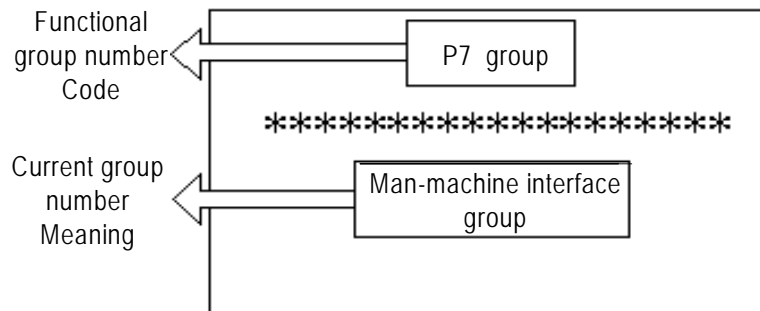 Functional
group number
Code
P7 group
*******************
Current group
number
Meaning
Man-machine interface
group